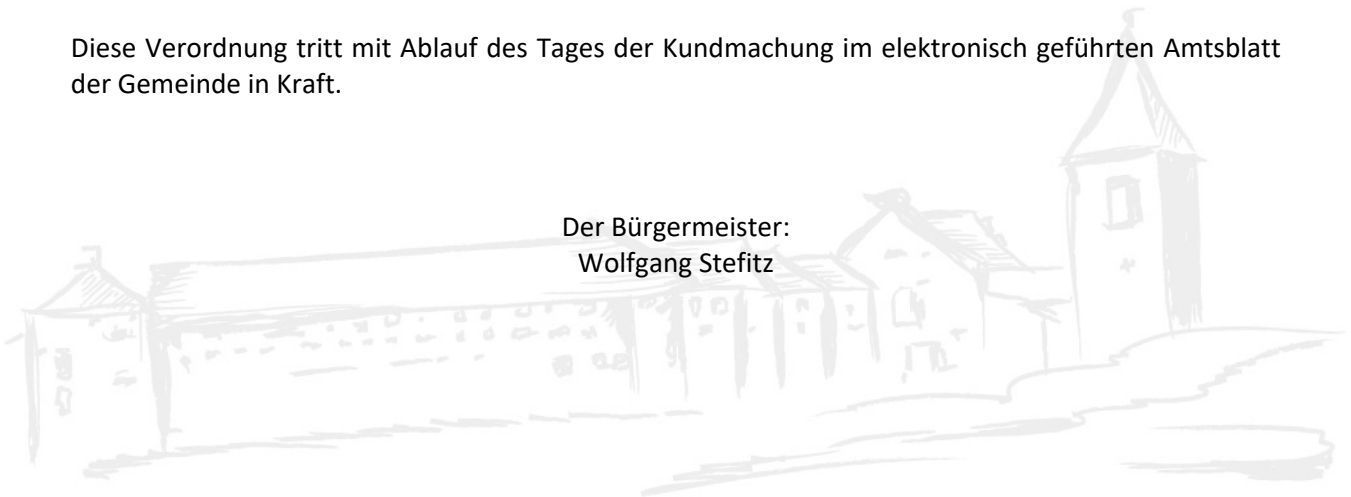 Diese Verordnung tritt mit Ablauf des Tages der Kundmachung im elektronisch geführten Amtsblatt
der Gemeinde in Kraft.
Der Bürgermeister:
Wolfgang Stefitz